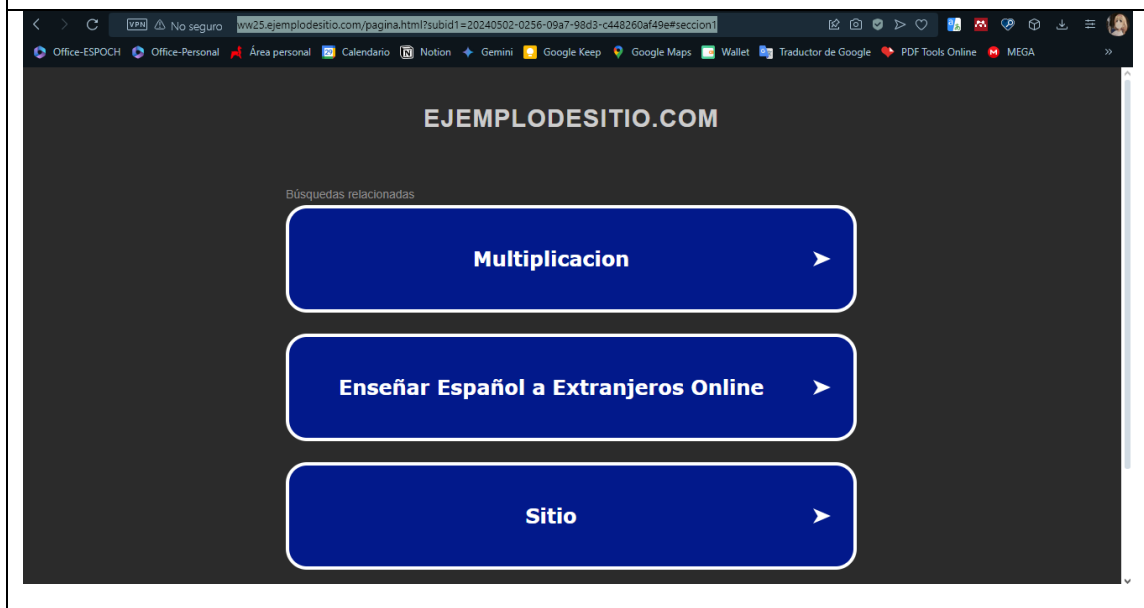 VPN No seguro ww25.ejemplodesitio.com/pagina.html?subid1=20240502-0256-09a7-98d3-c448260af49e#seccion1
Office-ESPOCH Office-Personal Área personal 29 Calendario Notion Gemini Google Keep Google Maps Wallet Traductor de Google PDF Tools Online MEGA »
EJEMPLODESITIO.COM
Búsquedas relacionadas
Multiplicacion
Enseñar Español a Extranjeros Online
Sitio